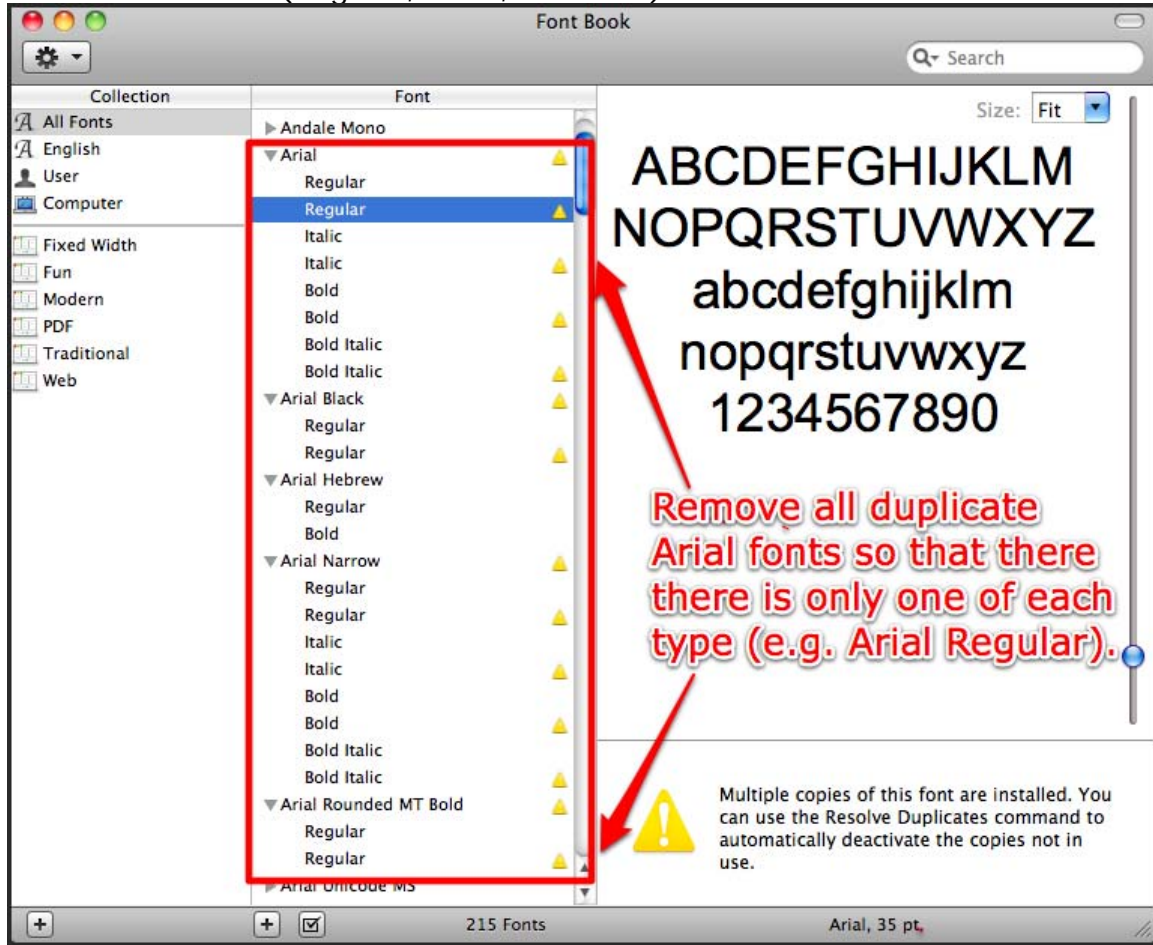 Font Book
Search
Collection
All Fonts
English
User
Computer
Fixed Width
Fun
Modern
PDF
Traditional
Web
Font
Andale Mono
Arial
Regular
Regular
Italic
Italic
Bold
Bold
Bold Italic
Bold Italic
Arial Black
Regular
Regular
Arial Hebrew
Regular
Bold
Arial Narrow
Regular
Regular
Italic
Italic
Bold
Bold
Bold Italic
Bold Italic
Arial Rounded MT Bold
Regular
Regular
Arial Unicode MS
Size: Fit
ABCDEFGHIJKLM
NOPQRSTUVWXYZ
abcdefghijklm
nopqrstuvwxyz
1234567890
Remove all duplicate
Arial fonts so that there
there is only one of each
type (e.g. Arial Regular).
Multiple copies of this font are installed. You
can use the Resolve Duplicates command to
automatically deactivate the copies not in
use.
215 Fonts
Arial, 35 pt.